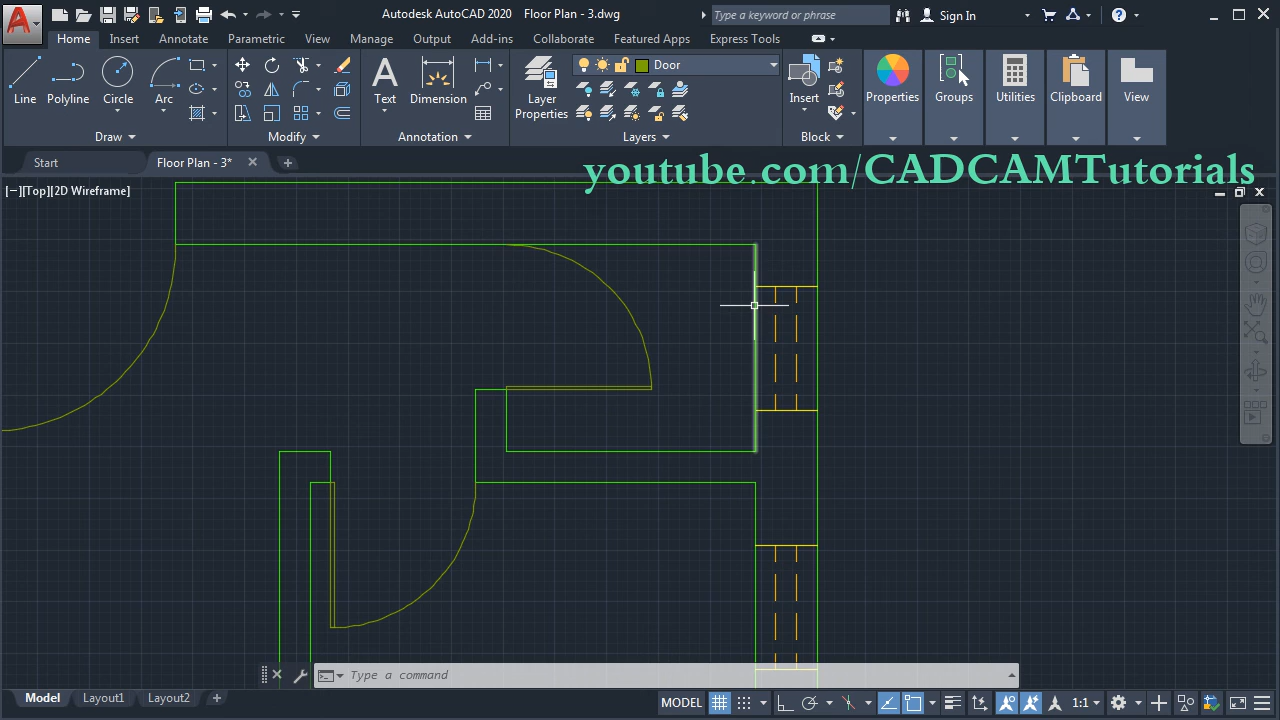 Autodesk AutoCAD 2020 Floor Plan - 3.dwg
Type a keyword or phrase
Sign In
Home Insert Annotate Parametric View Manage Output Add-ins Collaborate Featured Apps Express Tools
Door
Line Polyline Circle Arc
Text Dimension
Layer Properties
Insert
Properties Groups Utilities Clipboard View
Draw Modify Annotation Layers Block
Start Floor Plan - 3*
youtube.com/CADCAMTutorials
[−][Top][2D Wireframe]
Type a command
Model Layout1 Layout2
MODEL 1:1